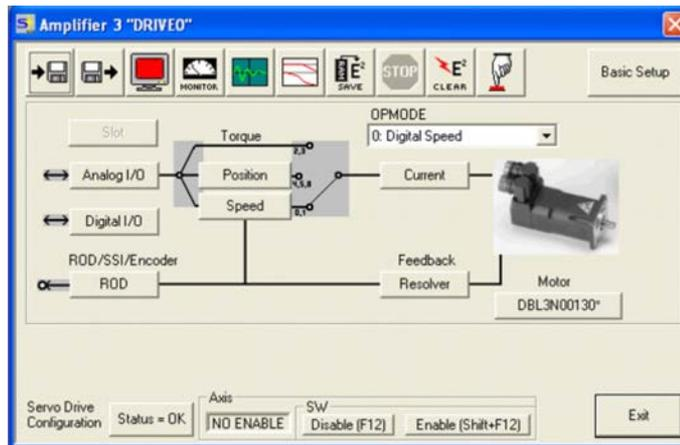 Amplifier 3 "DRIVE0"
MONITOR
E² SAVE
STOP
E² CLEAR
Basic Setup
OPMODE
0: Digital Speed
Slot
Torque
2,3
Analog I/O
Position
4,5,8
Current
Speed
0,1
Digital I/O
ROD/SSI/Encoder
ROD
Feedback
Resolver
Motor
DBL3N00130*
Servo Drive
Configuration
Status = OK
Axis
NO ENABLE
SW
Disable (F12)
Enable (Shift+F12)
Exit